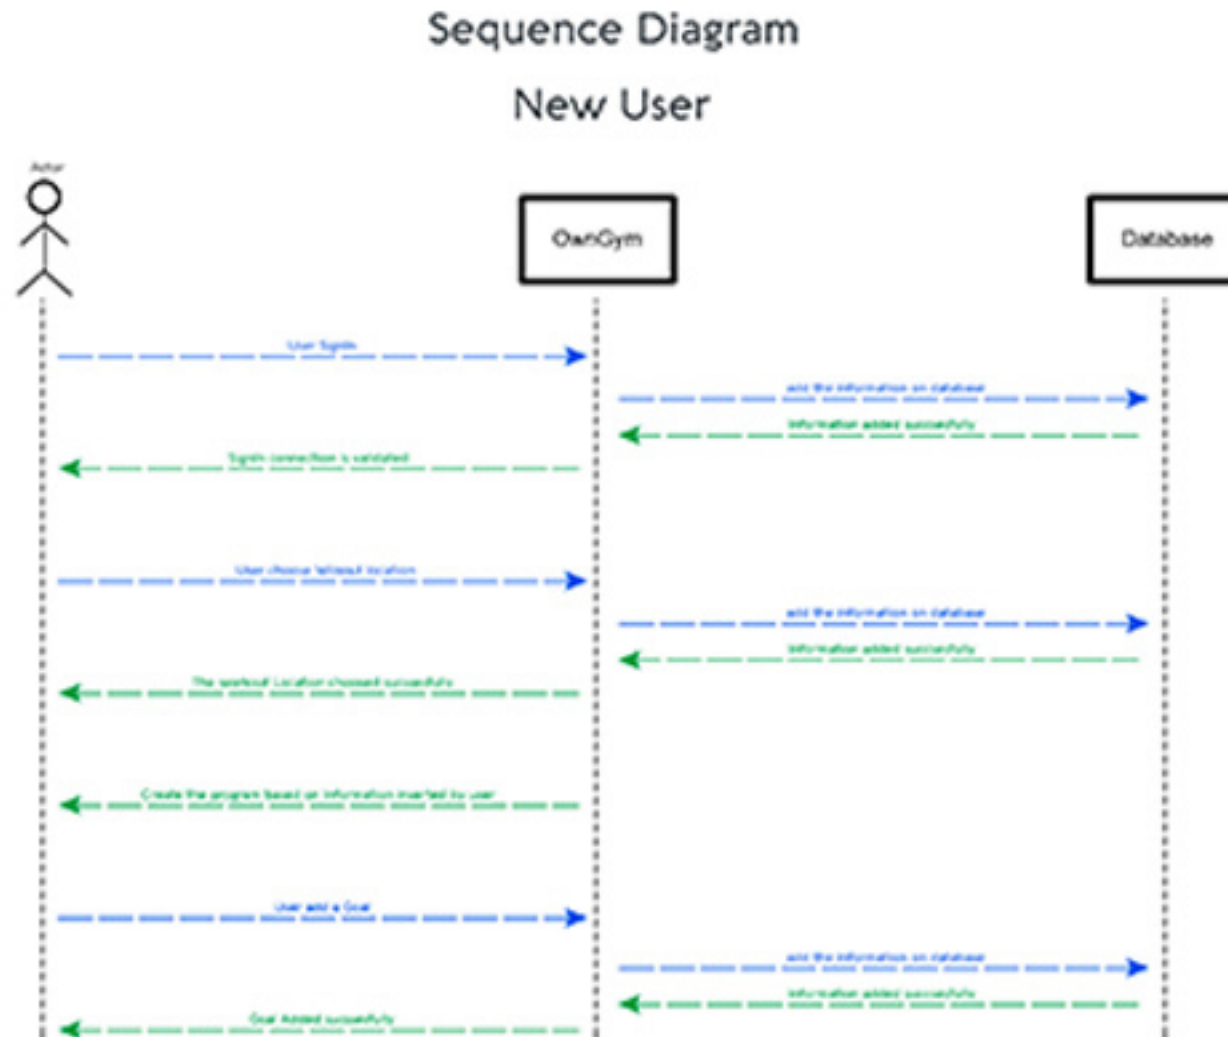 Sequence Diagram
New User
Actor
OwnGym
Database
User SignIn
add the information on database
Information added successfully
SignIn connection is validated
User choose Workout location
add the information on database
Information added successfully
The workout Location choosed successfully
Create the program based on information inserted by user
User add a Goal
add the information on database
Information added successfully
Goal Added successfully